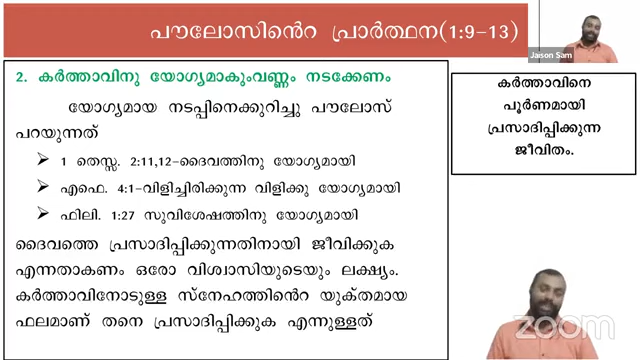 പൗലോസിൻെറ പ്രാർത്ഥന(1:9-13)
Jaison Sam
2. കർത്താവിനു യോഗ്യമാകുംവണ്ണം നടക്കേണം
യോഗ്യമായ നടപ്പിനെക്കുറിച്ചു പൗലോസ്
പറയുന്നത്
➢ 1 തെസ്സ. 2:11,12-ദൈവത്തിനു യോഗ്യമായി
➢ എഫെ. 4:1-വിളിച്ചിരിക്കുന്ന വിളിക്കു യോഗ്യമായി
➢ ഫിലി. 1:27 സുവിശേഷത്തിനു യോഗ്യമായി
ദൈവത്തെ പ്രസാദിപ്പിക്കുന്നതിനായി ജീവിക്കുക
എന്നതാകണം ഒരോ വിശ്വാസിയുടെയും ലക്ഷ്യം.
കർത്താവിനോടുള്ള സ്നേഹത്തിൻെറ യുക്തമായ
ഫലമാണ് തന്നെ പ്രസാദിപ്പിക്കുക എന്നുള്ളത്
കർത്താവിനെ
പൂർണമായി
പ്രസാദിപ്പിക്കുന്ന
ജീവിതം.
zoom